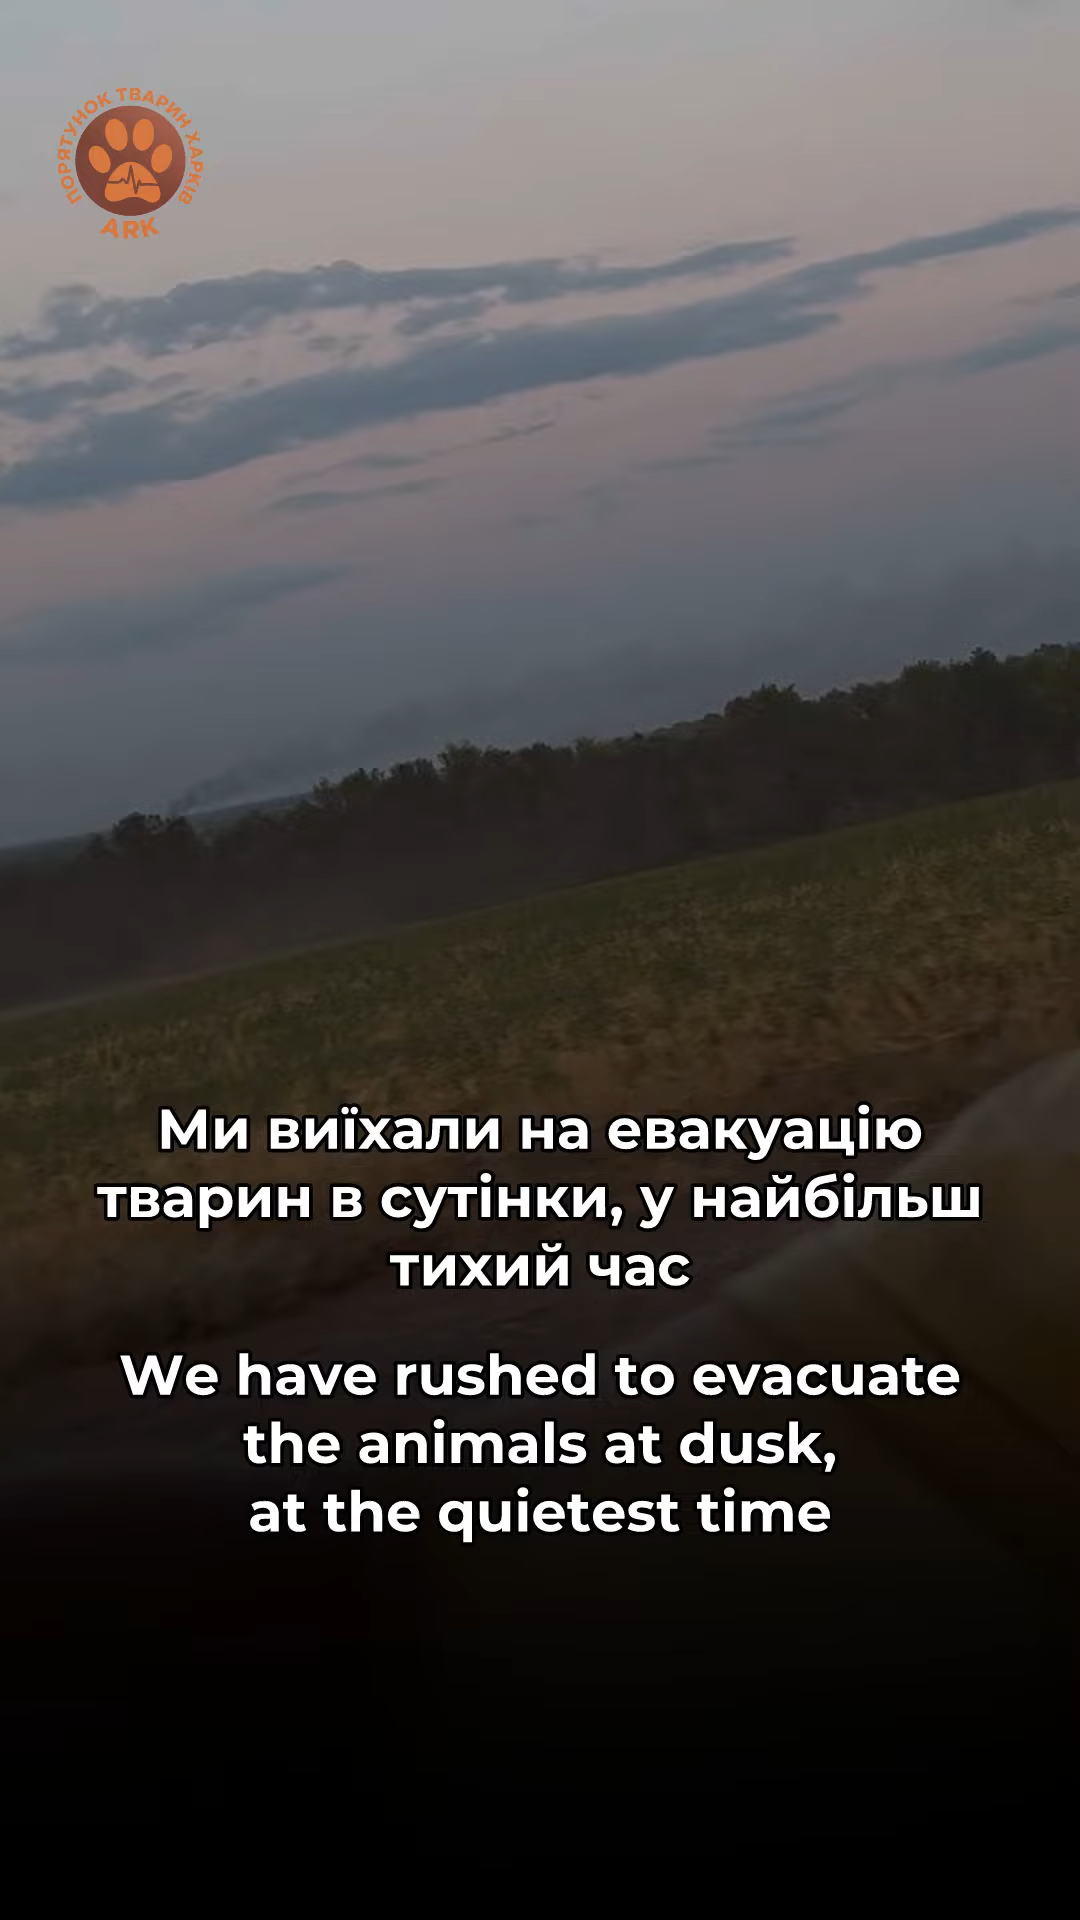 ПОРЯТУНОК ТВАРИН ХАРКІВ
ARK
Ми виїхали на евакуацію
тварин в сутінки, у найбільш
тихий час
We have rushed to evacuate
the animals at dusk,
at the quietest time